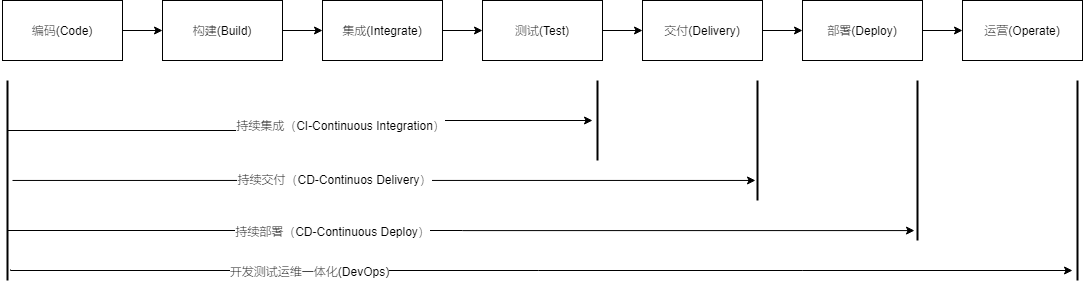 编码(Code)
构建(Build)
集成(Integrate)
测试(Test)
交付(Delivery)
部署(Deploy)
运营(Operate)
持续集成（CI-Continuous Integration）
持续交付（CD-Continuos Delivery）
持续部署（CD-Continuous Deploy）
开发测试运维一体化(DevOps)